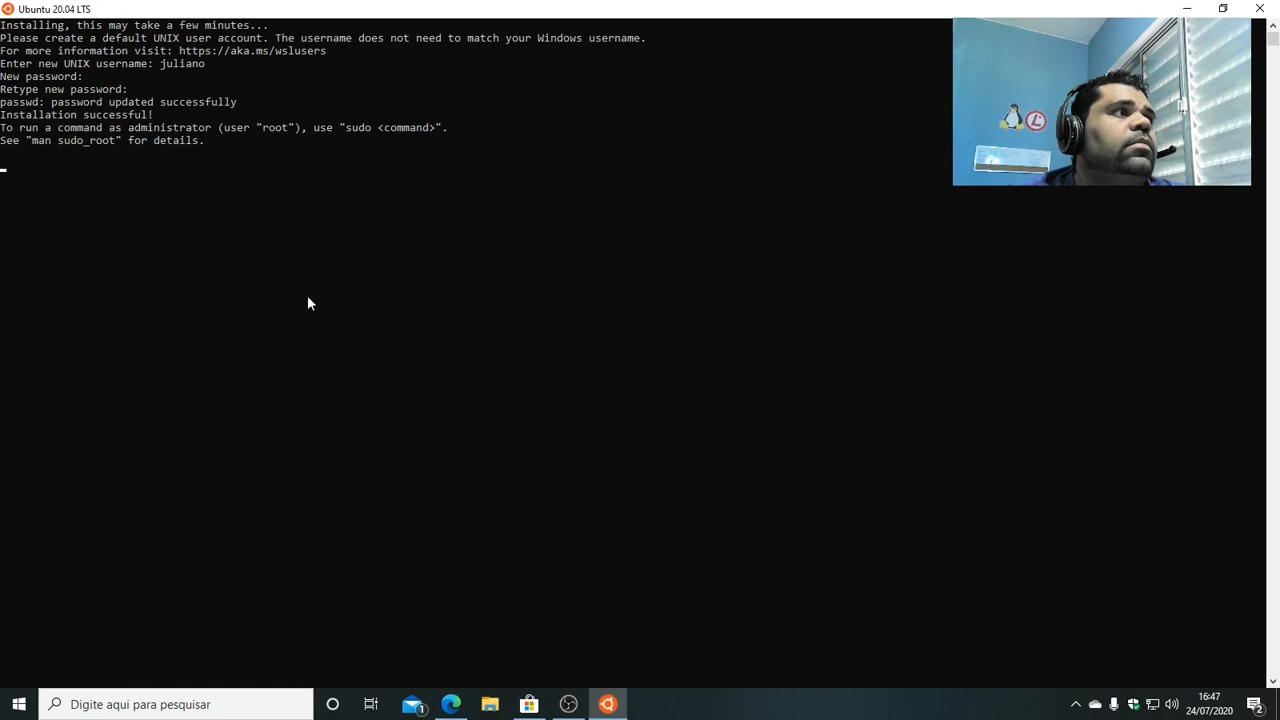 Ubuntu 20.04 LTS
Installing, this may take a few minutes...
Please create a default UNIX user account. The username does not need to match your Windows username.
For more information visit: https://aka.ms/wslusers
Enter new UNIX username: juliano
New password:
Retype new password:
passwd: password updated successfully
Installation successful!
To run a command as administrator (user "root"), use "sudo <command>".
See "man sudo_root" for details.
Digite aqui para pesquisar
1
16:47
24/07/2020
2